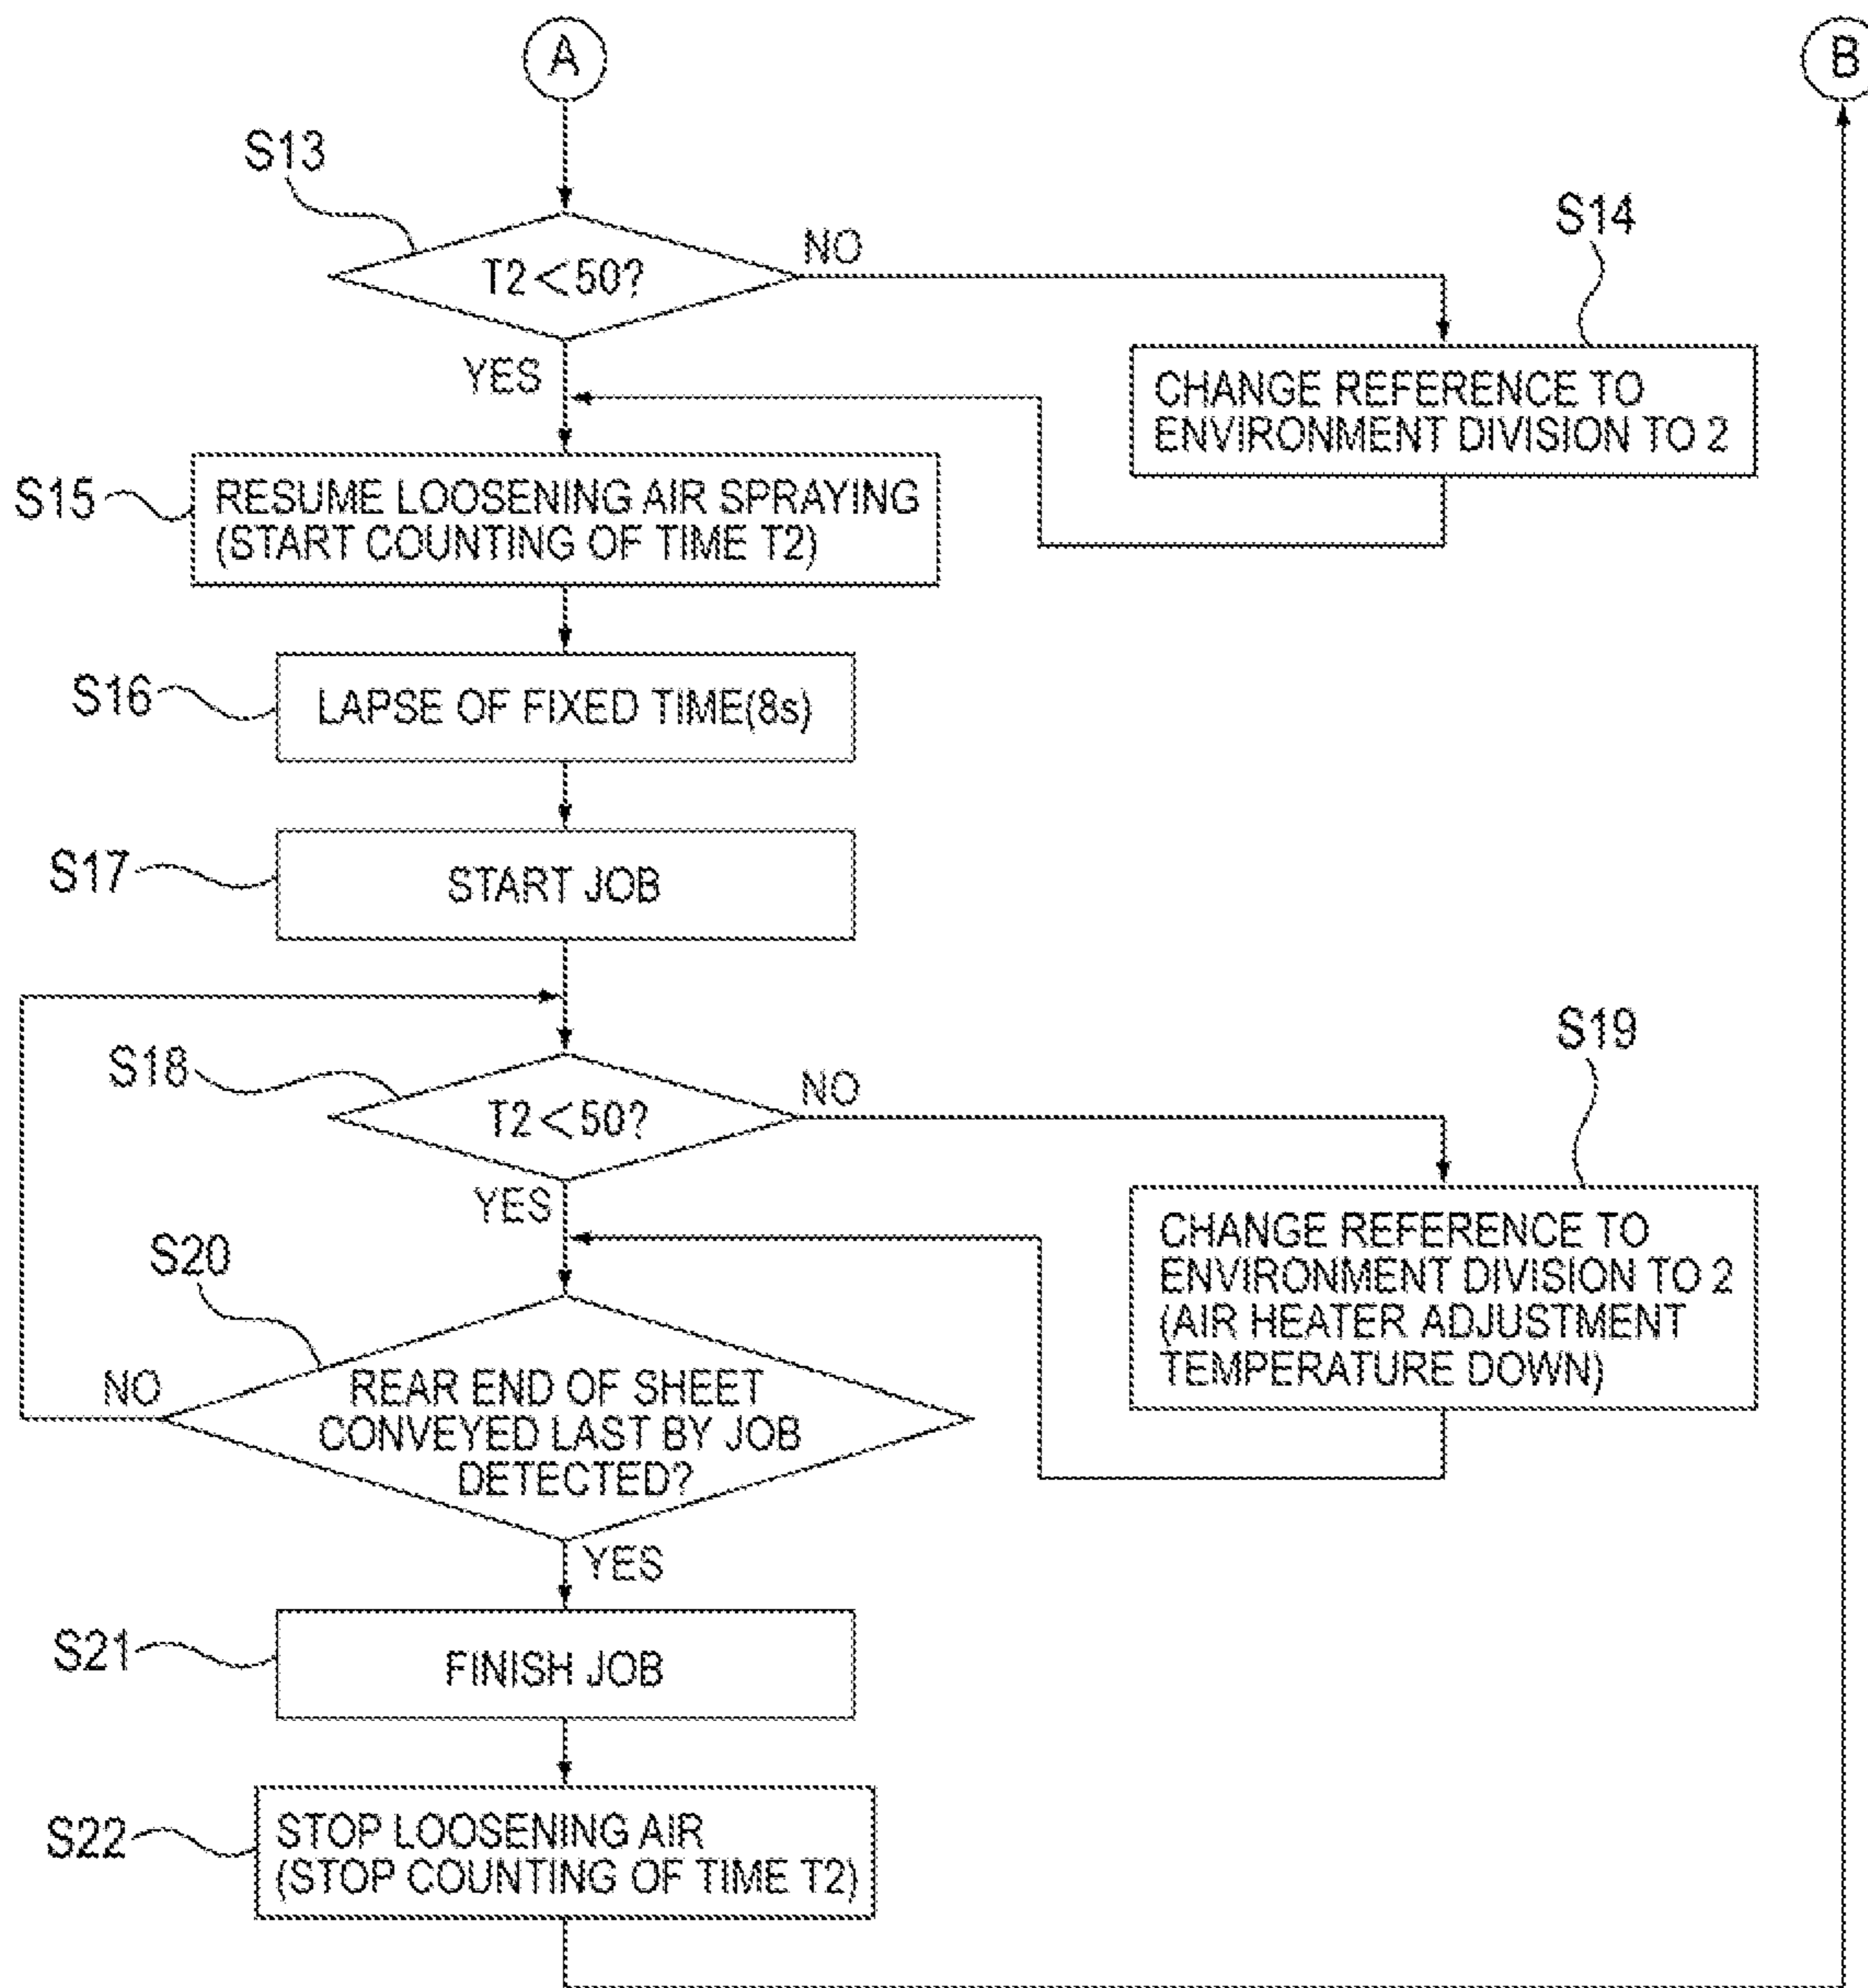 A
B
S13
T2<50?
NO
YES
S14
CHANGE REFERENCE TO
ENVIRONMENT DIVISION TO 2
S15
RESUME LOOSENING AIR SPRAYING
(START COUNTING OF TIME T2)
S16
LAPSE OF FIXED TIME(8s)
S17
START JOB
S18
T2<50?
NO
YES
S19
CHANGE REFERENCE TO
ENVIRONMENT DIVISION TO 2
(AIR HEATER ADJUSTMENT
TEMPERATURE DOWN)
S20
NO
REAR END OF SHEET
CONVEYED LAST BY JOB
DETECTED?
YES
S21
FINISH JOB
S22
STOP LOOSENING AIR
(STOP COUNTING OF TIME T2)